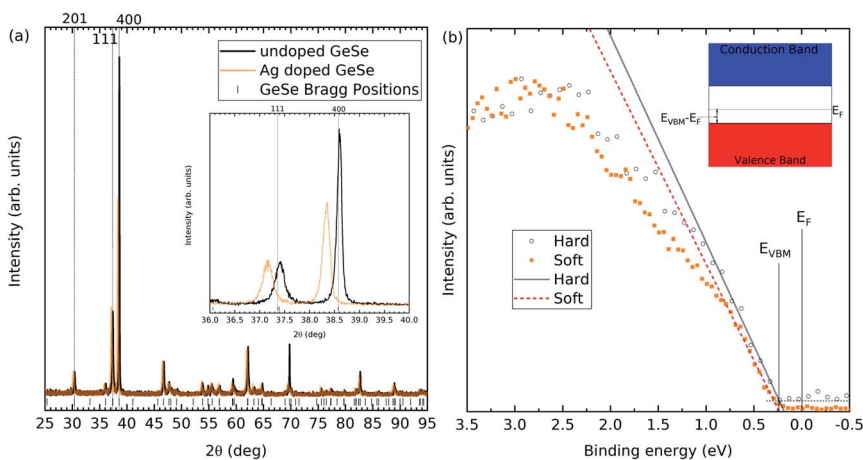 201
400
111
(a)
undoped GeSe
Ag doped GeSe
GeSe Bragg Positions
111
400
Intensity (arb. units)
36.0 36.5 37.0 37.5 38.0 38.5 39.0 39.5 40.0
2θ (deg)
Intensity (arb. units)
25 30 35 40 45 50 55 60 65 70 75 80 85 90 95
2θ (deg)
(b)
Conduction Band
E_F
E_VBM-E_F
Valence Band
Hard
Soft
Hard
Soft
E_F
E_VBM
Intensity (arb. units)
3.5 3.0 2.5 2.0 1.5 1.0 0.5 0.0 -0.5
Binding energy (eV)